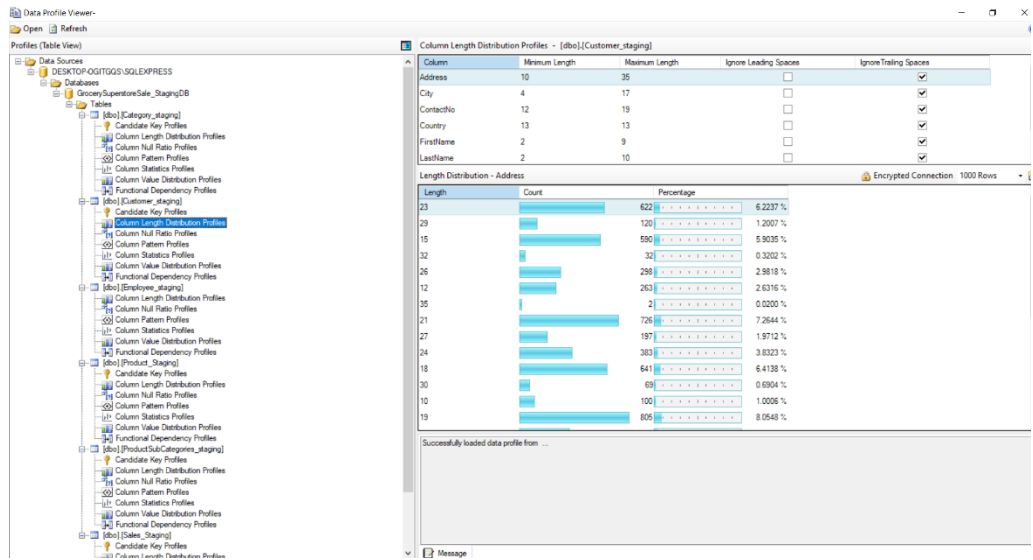 Data Profile Viewer-
Open Refresh
Profiles (Table View)
Data Sources
DESKTOP-OGITGQS\SQLEXPRESS
Databases
GrocerySuperstoreSale_StagingDB
Tables
[dbo].[Category_staging]
Candidate Key Profiles
Column Length Distribution Profiles
Column Null Ratio Profiles
Column Pattern Profiles
Column Statistics Profiles
Column Value Distribution Profiles
Functional Dependency Profiles
[dbo].[Customer_staging]
Candidate Key Profiles
Column Length Distribution Profiles
Column Null Ratio Profiles
Column Pattern Profiles
Column Statistics Profiles
Column Value Distribution Profiles
Functional Dependency Profiles
[dbo].[Employee_staging]
Column Length Distribution Profiles
Column Null Ratio Profiles
Column Pattern Profiles
Column Statistics Profiles
Column Value Distribution Profiles
Functional Dependency Profiles
[dbo].[Product_Staging]
Candidate Key Profiles
Column Length Distribution Profiles
Column Null Ratio Profiles
Column Pattern Profiles
Column Statistics Profiles
Column Value Distribution Profiles
Functional Dependency Profiles
[dbo].[ProductSubCategories_staging]
Candidate Key Profiles
Column Length Distribution Profiles
Column Null Ratio Profiles
Column Pattern Profiles
Column Statistics Profiles
Column Value Distribution Profiles
Functional Dependency Profiles
[dbo].[Sales_Staging]
Candidate Key Profiles
Column Length Distribution Profiles
Column Length Distribution Profiles - [dbo].[Customer_staging]
Column Minimum Length Maximum Length Ignore Leading Spaces Ignore Trailing Spaces
Address 10 35
City 4 17
ContactNo 12 19
Country 13 13
FirstName 2 9
LastName 2 10
Length Distribution - Address Encrypted Connection 1000 Rows
Length Count Percentage
23 622 6.2237 %
29 120 1.2007 %
15 590 5.9035 %
32 32 0.3202 %
26 298 2.9818 %
12 263 2.6316 %
35 2 0.0200 %
21 726 7.2644 %
27 197 1.9712 %
24 383 3.8323 %
18 641 6.4138 %
30 69 0.6904 %
10 100 1.0006 %
19 805 8.0548 %
Successfully loaded data profile from ...
Message